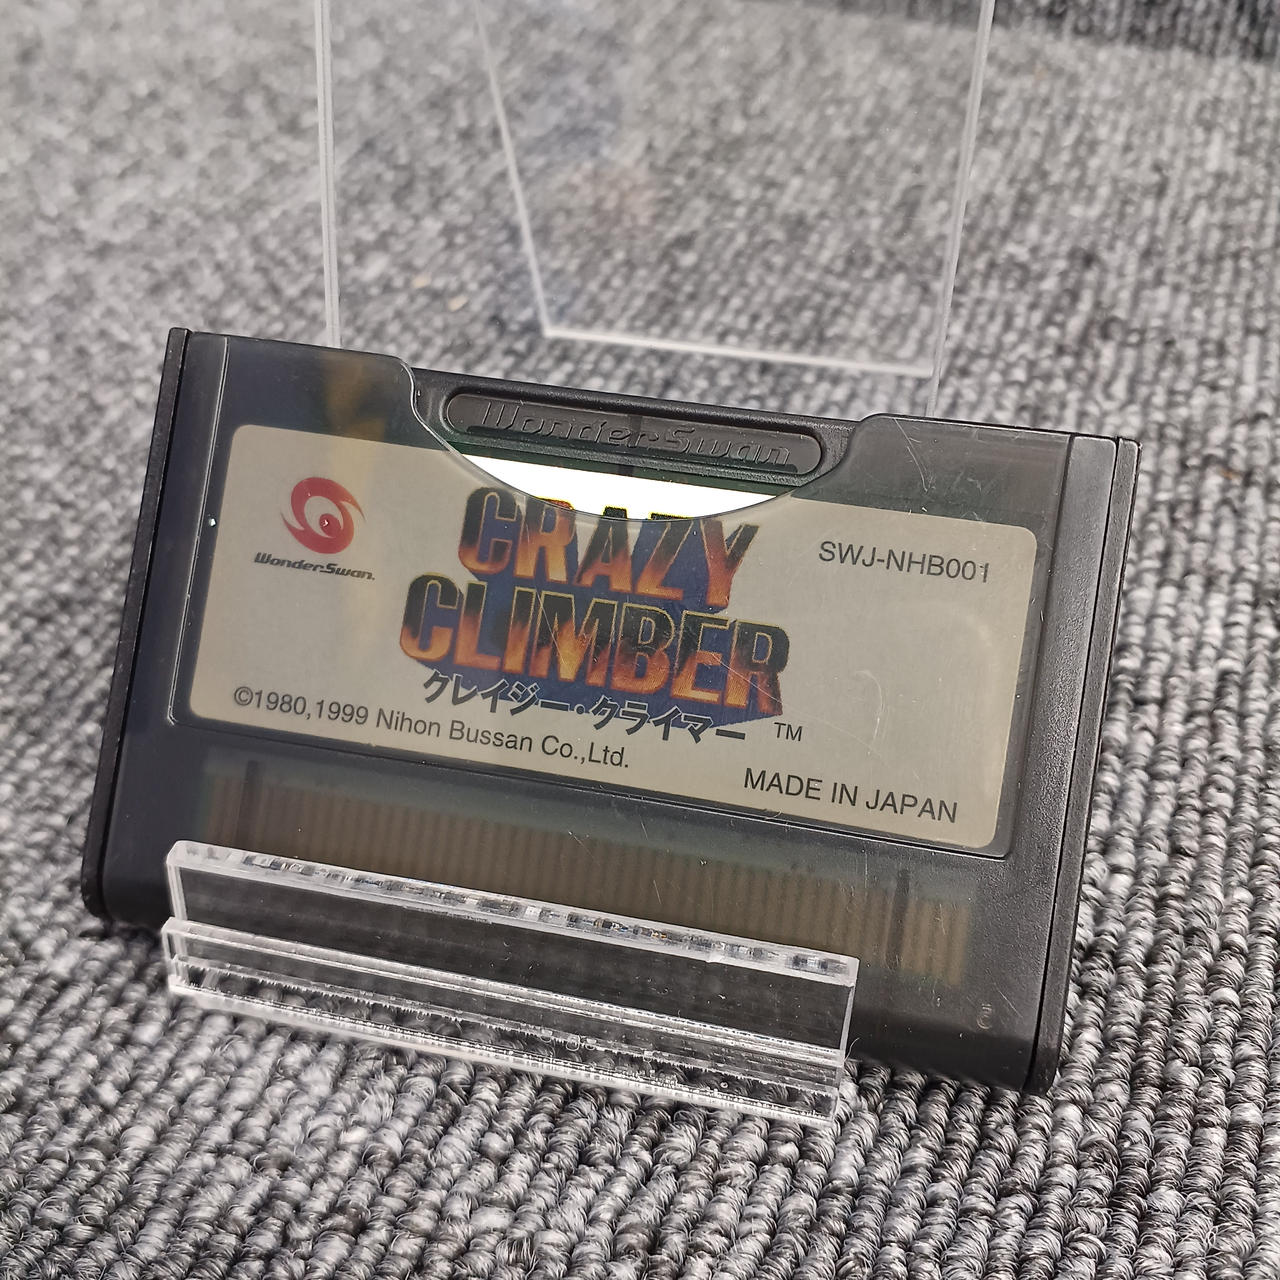 WonderSwan
WonderSwan.
CRAZY
CLIMBER
クレイジー・クライマー
TM
SWJ-NHB001
©1980,1999 Nihon Bussan Co.,Ltd.
MADE IN JAPAN